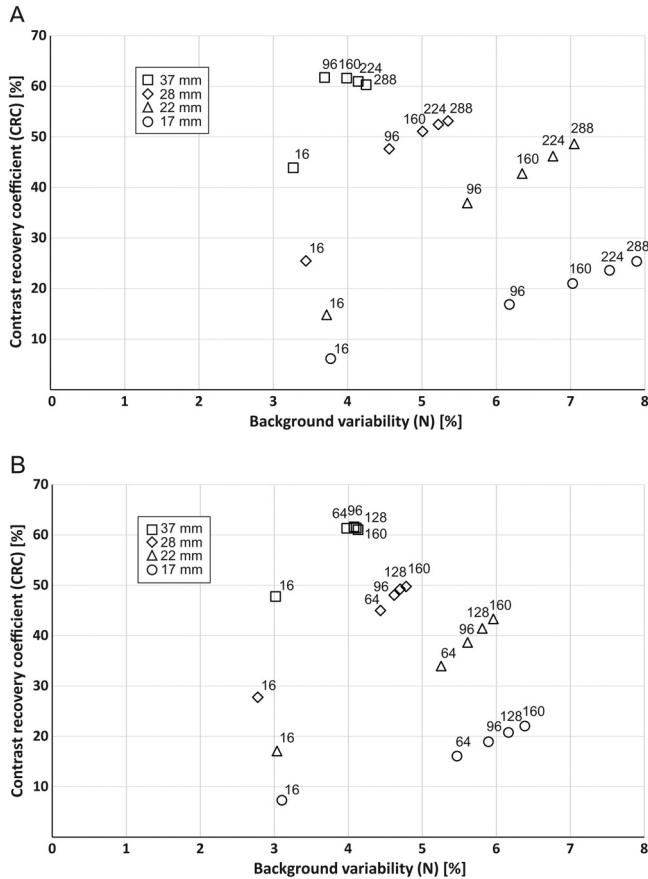 A
70
60
50
40
30
20
10
0
1
2
3
4
5
6
7
8
Contrast recovery coefficient (CRC) [%]
Background variability (N) [%]
37 mm
28 mm
22 mm
17 mm
96 160 224
288
16
96 160 224 288
16
96 160 224 288
16
96 160 224 288
16
B
70
60
50
40
30
20
10
0
1
2
3
4
5
6
7
8
Contrast recovery coefficient (CRC) [%]
Background variability (N) [%]
37 mm
28 mm
22 mm
17 mm
64 96 128
160
16
64 96 128 160
16
64 96 128 160
16
64 96 128 160
16